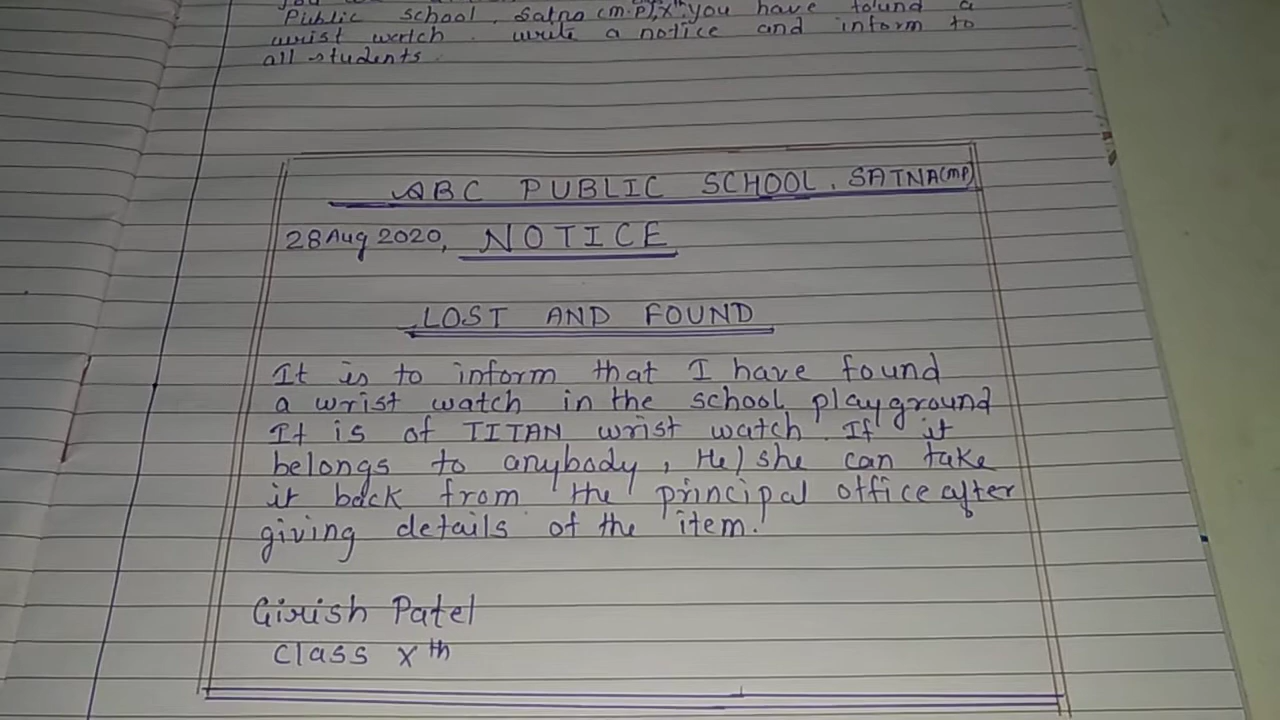 Public school, Satna (m.p), Xth you have found a
wrist watch. write a notice and inform to
all students.
ABC PUBLIC SCHOOL, SATNA(MP)
28 Aug 2020, NOTICE
LOST AND FOUND
It is to inform that I have found
a wrist watch in the school playground
It is of TITAN wrist watch. If it
belongs to anybody, He/she can take
it back from the principal office after
giving details of the item.
Girish Patel
Class Xth